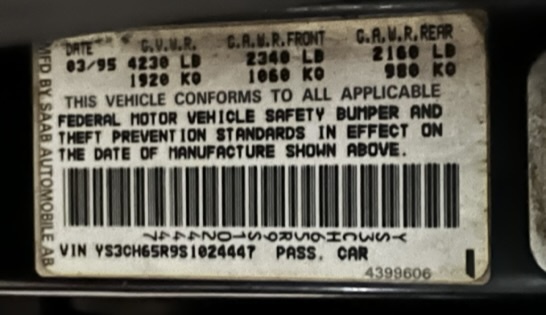 MFD BY SAAB AUTOMOBILE AB
DATE G.V.W.R. G.A.W.R.FRONT G.A.W.R.REAR
03/95 4230 LB 2340 LB 2160 LB
1920 KG 1060 KG 980 KG
THIS VEHICLE CONFORMS TO ALL APPLICABLE
FEDERAL MOTOR VEHICLE SAFETY BUMPER AND
THEFT PREVENTION STANDARDS IN EFFECT ON
THE DATE OF MANUFACTURE SHOWN ABOVE.
YS3CH65R9S1024447
VIN YS3CH65R9S1024447 PASS. CAR
4399606